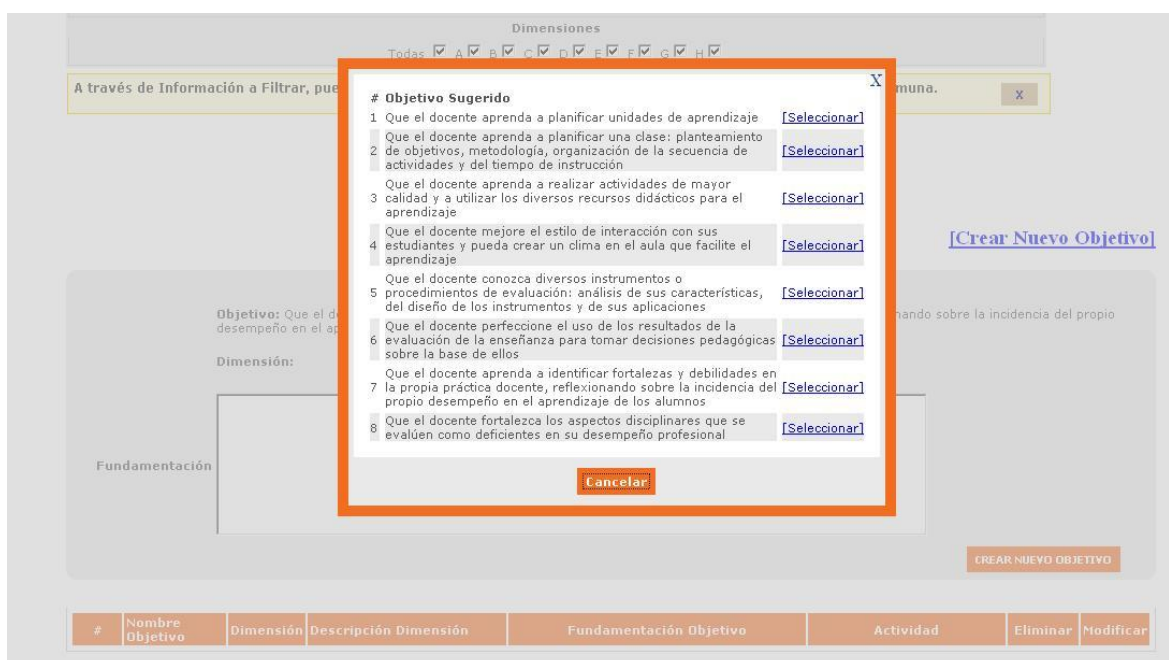 Dimensiones
Todas A B C D E F G H
A través de Información a Filtrar, pue
muna.
X
X
# Objetivo Sugerido
1 Que el docente aprenda a planificar unidades de aprendizaje [Seleccionar]
Que el docente aprenda a planificar una clase: planteamiento
2 de objetivos, metodología, organización de la secuencia de [Seleccionar]
actividades y del tiempo de instrucción
Que el docente aprenda a realizar actividades de mayor
3 calidad y a utilizar los diversos recursos didácticos para el [Seleccionar]
aprendizaje
Que el docente mejore el estilo de interacción con sus
4 estudiantes y pueda crear un clima en el aula que facilite el [Seleccionar]
aprendizaje
Que el docente conozca diversos instrumentos o
5 procedimientos de evaluación: análisis de sus características, [Seleccionar]
del diseño de los instrumentos y de sus aplicaciones
Que el docente perfeccione el uso de los resultados de la
6 evaluación de la enseñanza para tomar decisiones pedagógicas [Seleccionar]
sobre la base de ellos
Que el docente aprenda a identificar fortalezas y debilidades en
7 la propia práctica docente, reflexionando sobre la incidencia del [Seleccionar]
propio desempeño en el aprendizaje de los alumnos
Que el docente fortalezca los aspectos disciplinares que se
8 evalúen como deficientes en su desempeño profesional [Seleccionar]
Cancelar
[Crear Nuevo Objetivo]
Objetivo: Que el d
nando sobre la incidencia del propio
desempeño en el ap
Dimensión:
Fundamentación
CREAR NUEVO OBJETIVO
# Nombre Objetivo Dimensión Descripción Dimensión Fundamentación Objetivo Actividad Eliminar Modificar